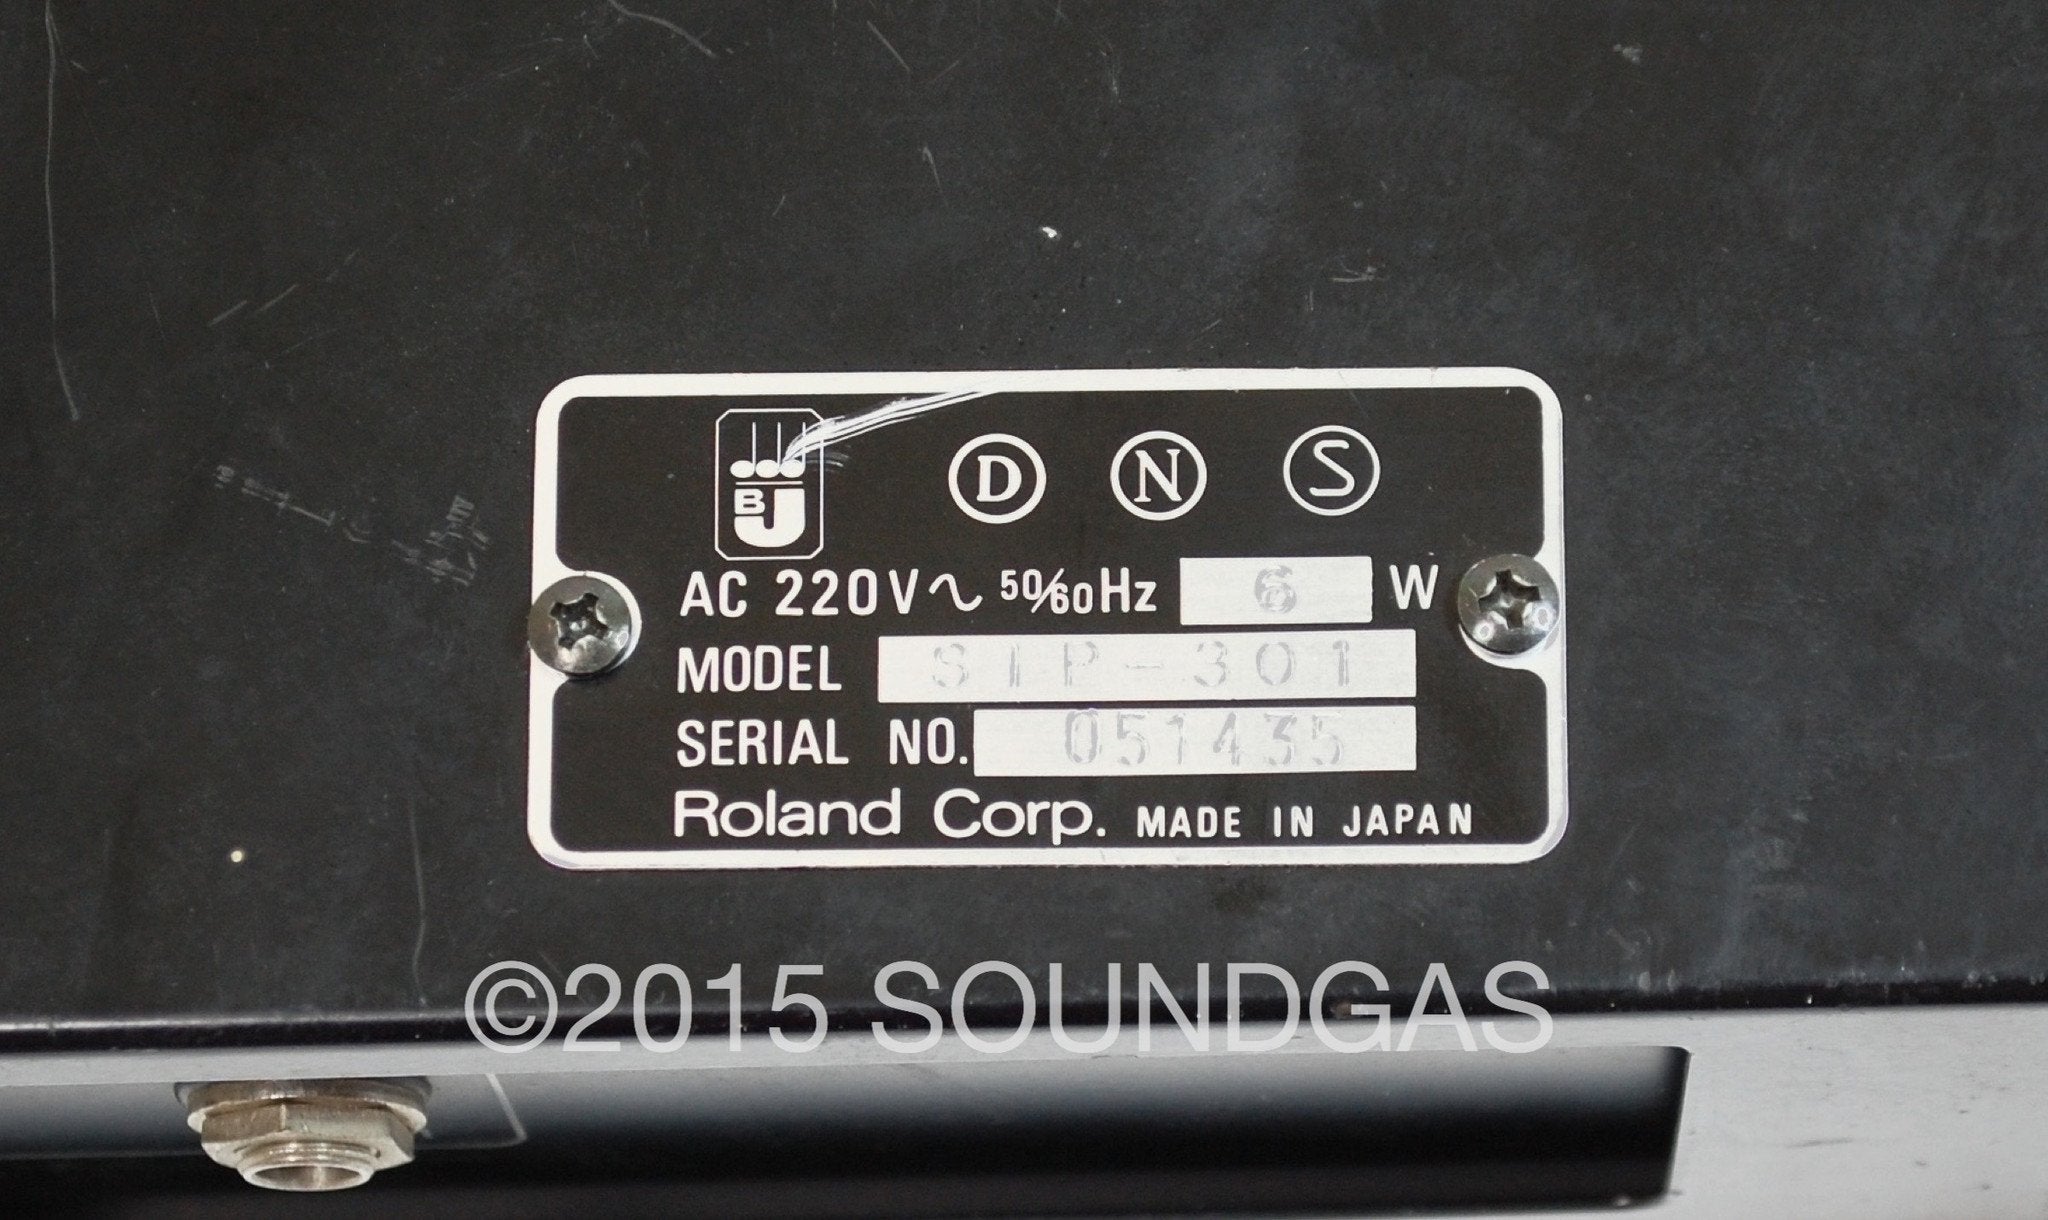 BJ
D N S
AC 220V~ 50/60Hz 6 W
MODEL SIP-301
SERIAL NO. 051435
Roland Corp. MADE IN JAPAN
©2015 SOUNDGAS